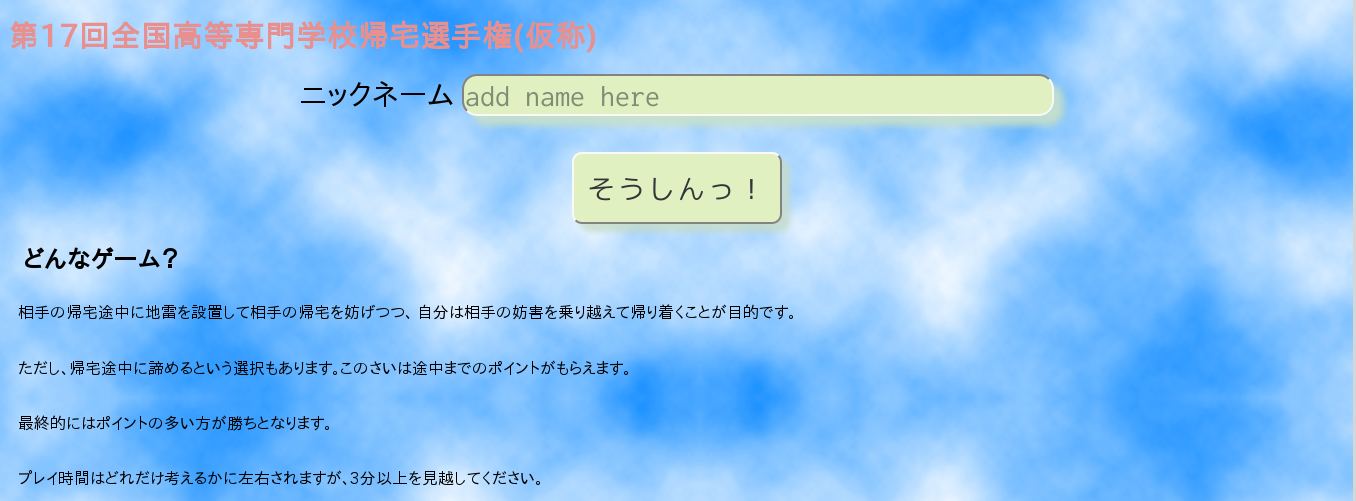 第17回全国高等専門学校帰宅選手権(仮称)
ニックネーム add name here
そうしんっ！
どんなゲーム？
相手の帰宅途中に地雷を設置して相手の帰宅を妨げつつ、自分は相手の妨害を乗り越えて帰り着くことが目的です。
ただし、帰宅途中に諦めるという選択もあります。このさいは途中までのポイントがもらえます。
最終的にはポイントの多い方が勝ちとなります。
プレイ時間はどれだけ考えるかに左右されますが、3分以上を見越してください。